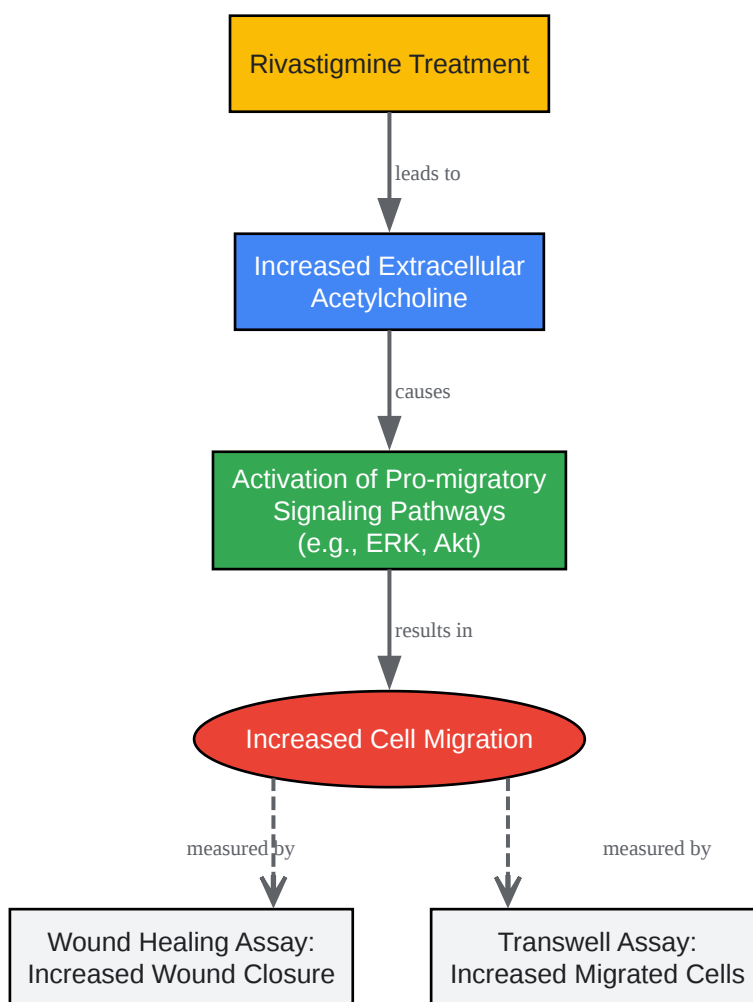 Rivastigmine Treatment
leads to
Increased Extracellular
Acetylcholine
causes
Activation of Pro-migratory
Signaling Pathways
(e.g., ERK, Akt)
results in
Increased Cell Migration
measured by
measured by
Wound Healing Assay:
Increased Wound Closure
Transwell Assay:
Increased Migrated Cells